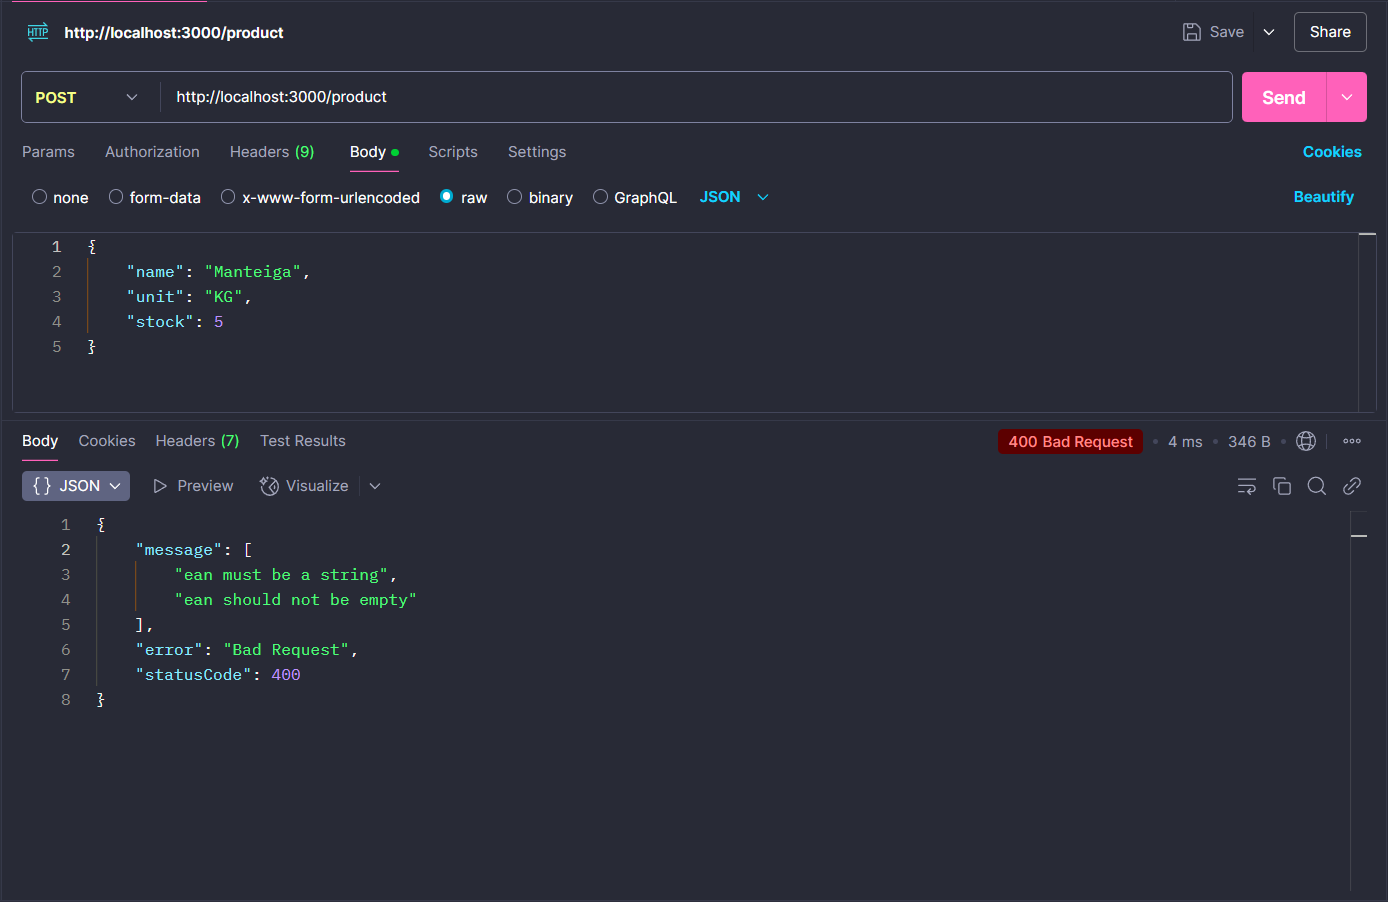 HTTP http://localhost:3000/product Save Share
POST http://localhost:3000/product Send
Params Authorization Headers (9) Body Scripts Settings Cookies
none form-data x-www-form-urlencoded raw binary GraphQL JSON Beautify
1 {
2 "name": "Manteiga",
3 "unit": "KG",
4 "stock": 5
5 }
Body Cookies Headers (7) Test Results 400 Bad Request 4 ms 346 B
{} JSON Preview Visualize
1 {
2 "message": [
3 "ean must be a string",
4 "ean should not be empty"
5 ],
6 "error": "Bad Request",
7 "statusCode": 400
8 }